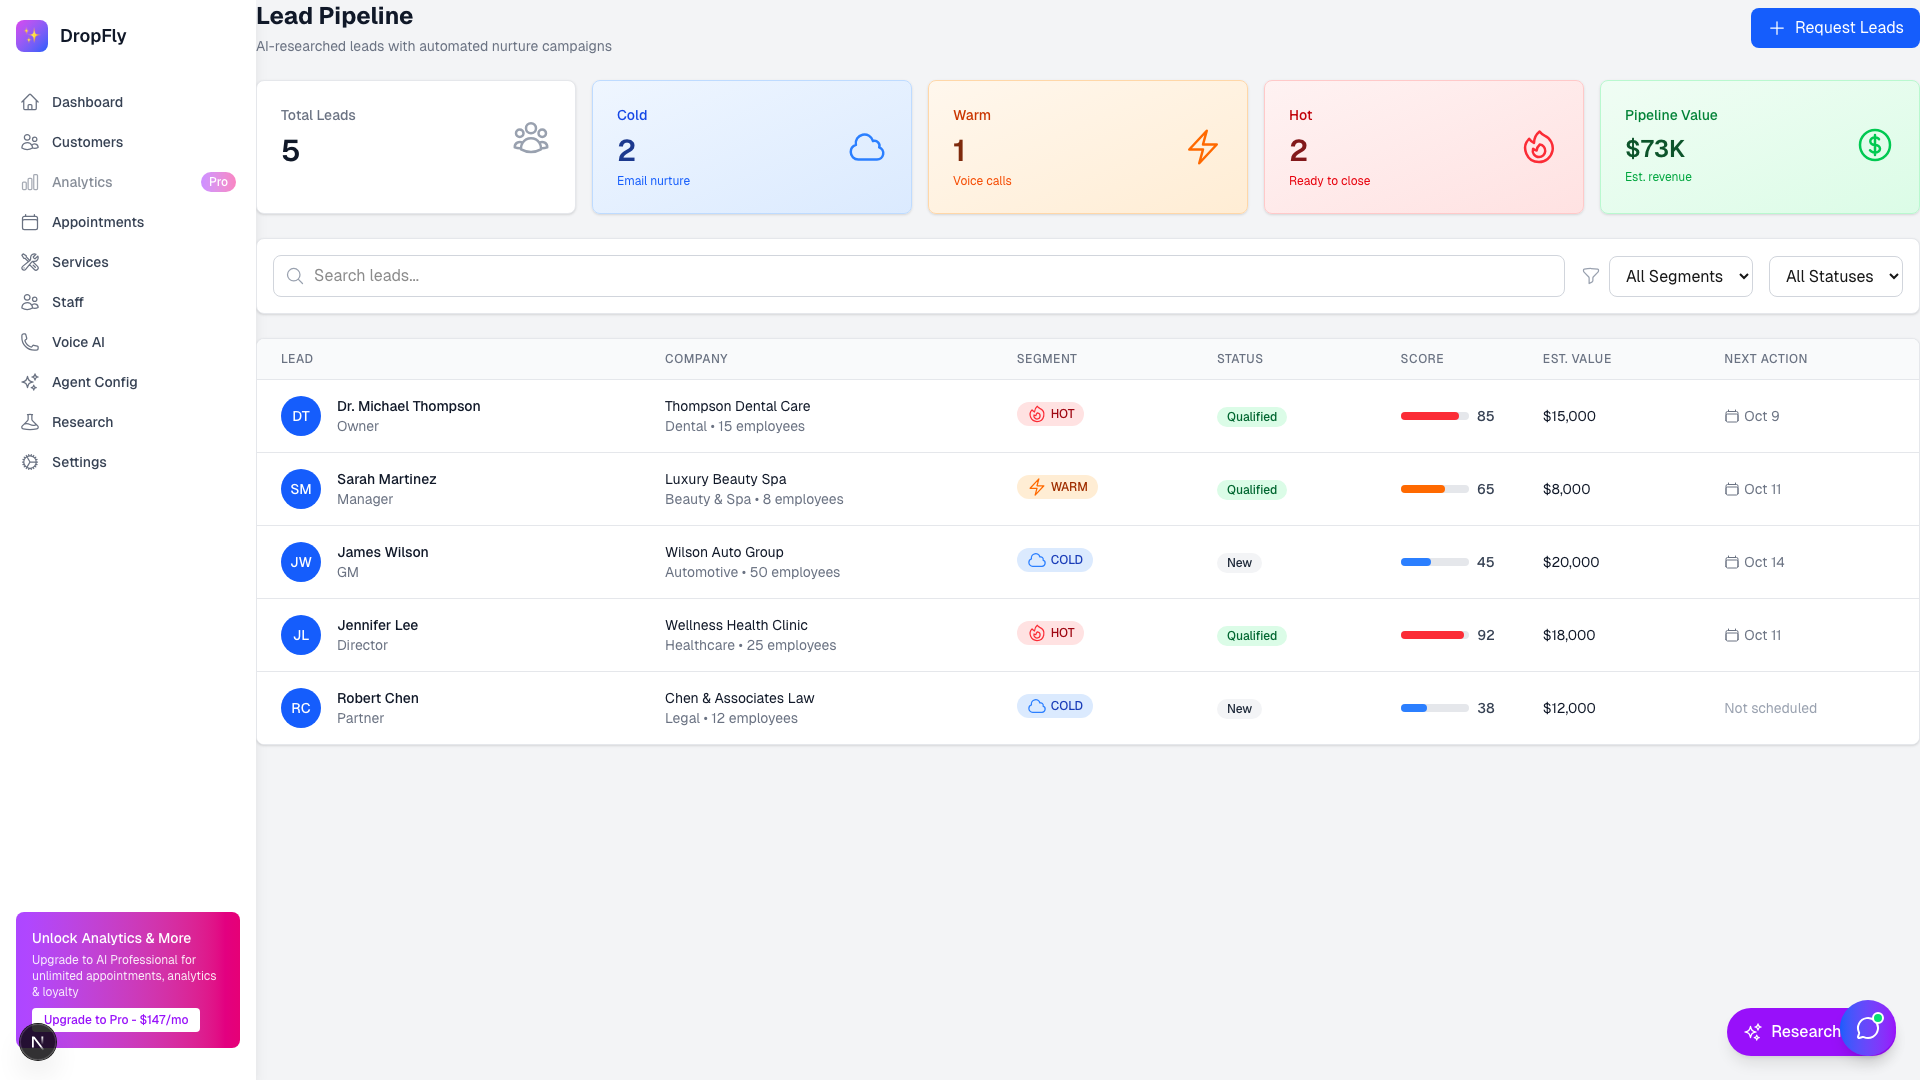 DropFly
Dashboard
Customers
Analytics Pro
Appointments
Services
Staff
Voice AI
Agent Config
Research
Settings
Unlock Analytics & More
Upgrade to AI Professional for
unlimited appointments, analytics
& loyalty
Upgrade to Pro - $147/mo
N
Lead Pipeline
AI-researched leads with automated nurture campaigns
Request Leads
Total Leads
5
Cold
2
Email nurture
Warm
1
Voice calls
Hot
2
Ready to close
Pipeline Value
$73K
Est. revenue
Search leads...
All Segments
All Statuses
LEAD COMPANY SEGMENT STATUS SCORE EST. VALUE NEXT ACTION
DT Dr. Michael Thompson Thompson Dental Care HOT Qualified 85 $15,000 Oct 9
Owner Dental • 15 employees
SM Sarah Martinez Luxury Beauty Spa WARM Qualified 65 $8,000 Oct 11
Manager Beauty & Spa • 8 employees
JW James Wilson Wilson Auto Group COLD New 45 $20,000 Oct 14
GM Automotive • 50 employees
JL Jennifer Lee Wellness Health Clinic HOT Qualified 92 $18,000 Oct 11
Director Healthcare • 25 employees
RC Robert Chen Chen & Associates Law COLD New 38 $12,000 Not scheduled
Partner Legal • 12 employees
Research